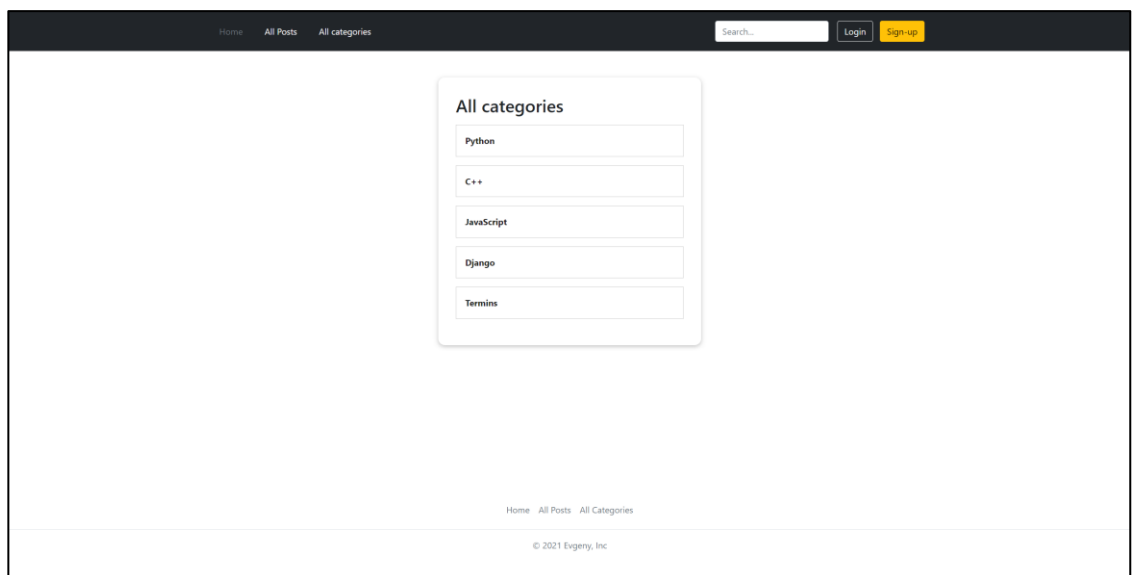 Home All Posts All categories Search... Login Sign-up
All categories
Python
C++
JavaScript
Django
Termins
Home All Posts All Categories
© 2021 Evgeny, Inc